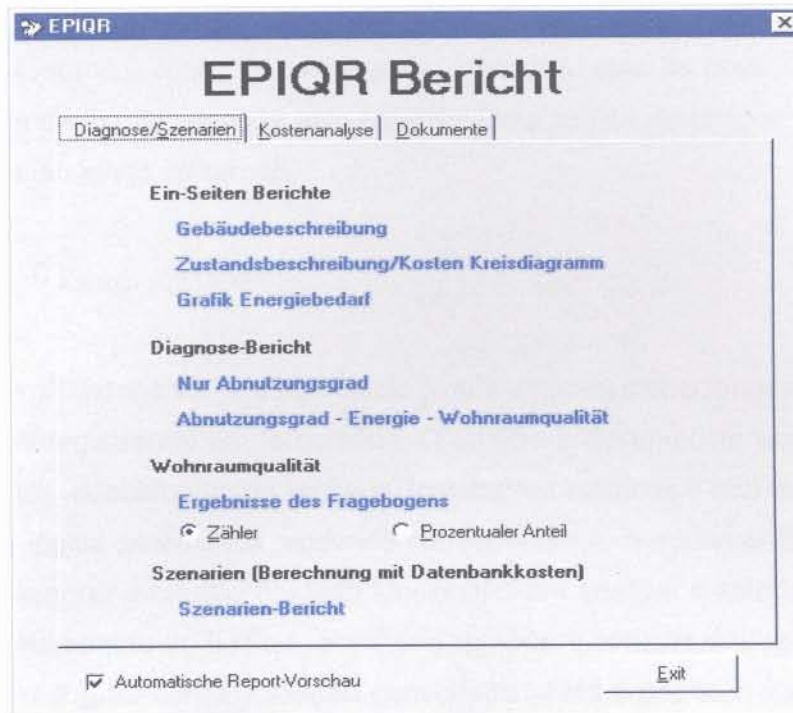 EPIQR
EPIQR Bericht
Diagnose/Szenarien Kostenanalyse Dokumente
Ein-Seiten Berichte
Gebäudebeschreibung
Zustandsbeschreibung/Kosten Kreisdiagramm
Grafik Energiebedarf
Diagnose-Bericht
Nur Abnutzungsgrad
Abnutzungsgrad - Energie - Wohnraumqualität
Wohnraumqualität
Ergebnisse des Fragebogens
Zähler Prozentualer Anteil
Szenarien (Berechnung mit Datenbankkosten)
Szenarien-Bericht
Automatische Report-Vorschau Exit